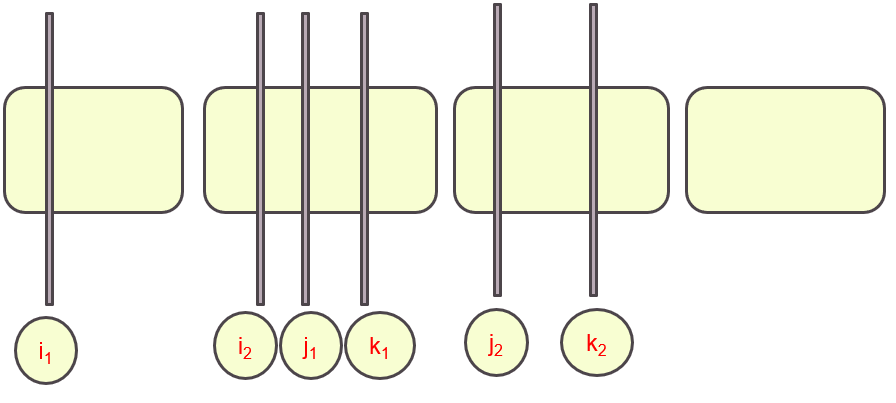 i₁ i₂ j₁ k₁ j₂ k₂